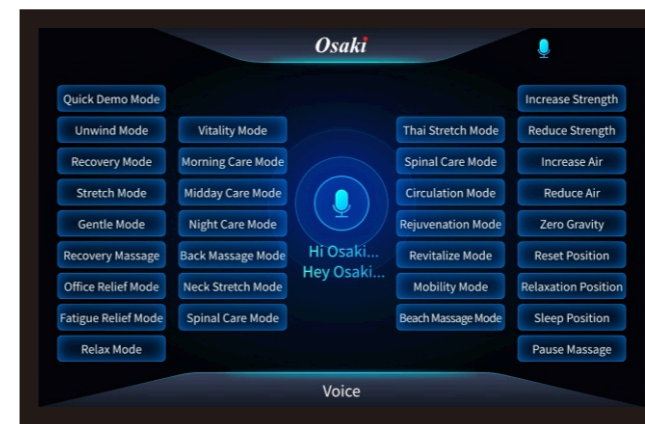 Osaki
Quick Demo Mode
Unwind Mode
Recovery Mode
Stretch Mode
Gentle Mode
Recovery Massage
Office Relief Mode
Fatigue Relief Mode
Relax Mode
Vitality Mode
Morning Care Mode
Midday Care Mode
Night Care Mode
Back Massage Mode
Neck Stretch Mode
Spinal Care Mode
Hi Osaki...
Hey Osaki...
Thai Stretch Mode
Spinal Care Mode
Circulation Mode
Rejuvenation Mode
Revitalize Mode
Mobility Mode
Beach Massage Mode
Increase Strength
Reduce Strength
Increase Air
Reduce Air
Zero Gravity
Reset Position
Relaxation Position
Sleep Position
Pause Massage
Voice